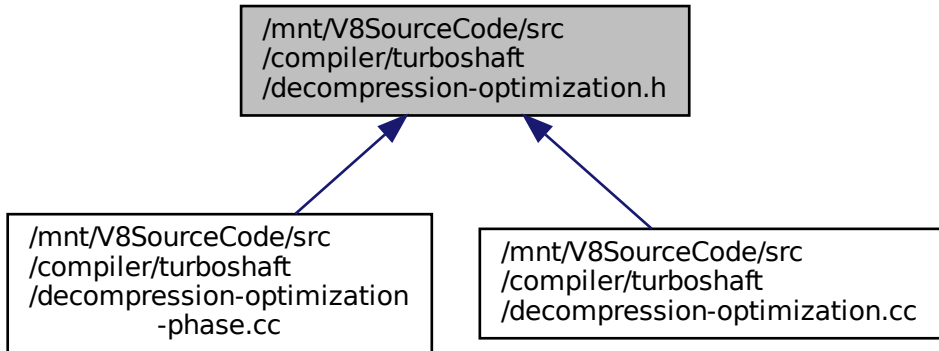 /mnt/V8SourceCode/src
/compiler/turboshaft
/decompression-optimization.h
/mnt/V8SourceCode/src
/compiler/turboshaft
/decompression-optimization
-phase.cc
/mnt/V8SourceCode/src
/compiler/turboshaft
/decompression-optimization.cc